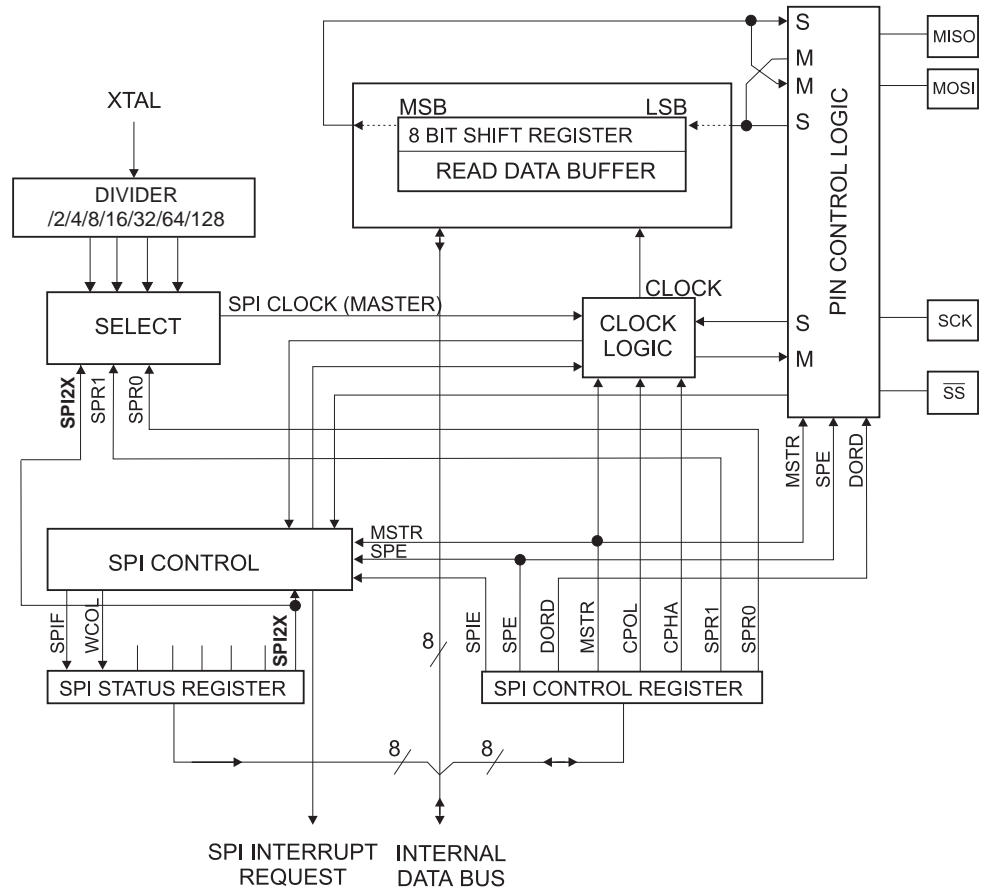 S
MISO
M
MOSI
M
S
XTAL
MSB
LSB
8 BIT SHIFT REGISTER
READ DATA BUFFER
DIVIDER
/2/4/8/16/32/64/128
PIN CONTROL LOGIC
SPI CLOCK (MASTER)
CLOCK
SELECT
CLOCK
LOGIC
S
M
SCK
SS
SPI2X
SPR1
SPR0
MSTR
SPE
DORD
SPI CONTROL
MSTR
SPE
SPIF
WCOL
SPI2X
8
SPIE
SPE
DORD
MSTR
CPOL
CPHA
SPR1
SPR0
SPI STATUS REGISTER
SPI CONTROL REGISTER
8
8
SPI INTERRUPT
REQUEST
INTERNAL
DATA BUS